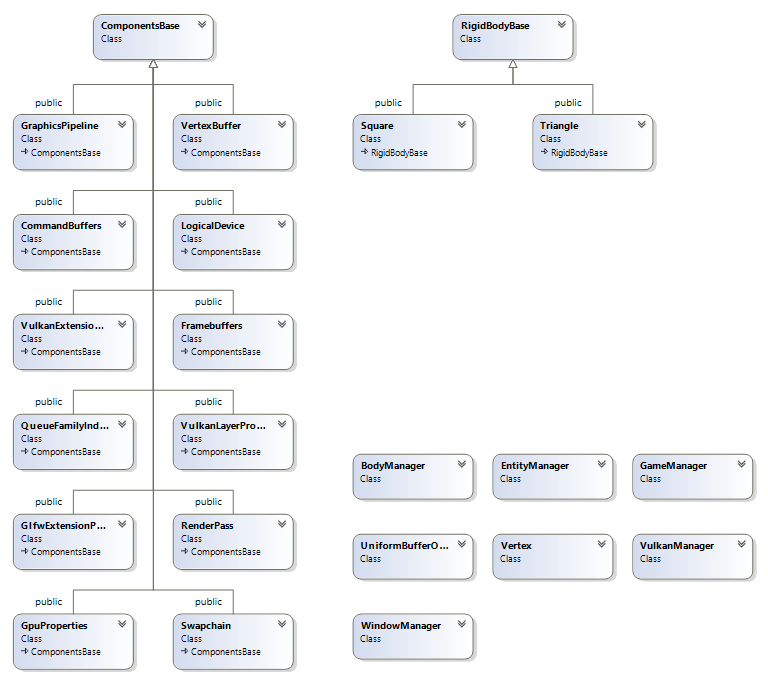 ComponentsBase
Class
RigidBodyBase
Class
public
public
public
public
GraphicsPipeline
Class
ComponentsBase
VertexBuffer
Class
ComponentsBase
Square
Class
RigidBodyBase
Triangle
Class
RigidBodyBase
public
public
CommandBuffers
Class
ComponentsBase
LogicalDevice
Class
ComponentsBase
public
public
VulkanExtensio...
Class
ComponentsBase
Framebuffers
Class
ComponentsBase
public
public
QueueFamilyInd...
Class
ComponentsBase
VulkanLayerPro...
Class
ComponentsBase
BodyManager
Class
EntityManager
Class
GameManager
Class
public
public
GlfwExtensionP...
Class
ComponentsBase
RenderPass
Class
ComponentsBase
UniformBufferO...
Class
Vertex
Class
VulkanManager
Class
public
public
GpuProperties
Class
ComponentsBase
Swapchain
Class
ComponentsBase
WindowManager
Class